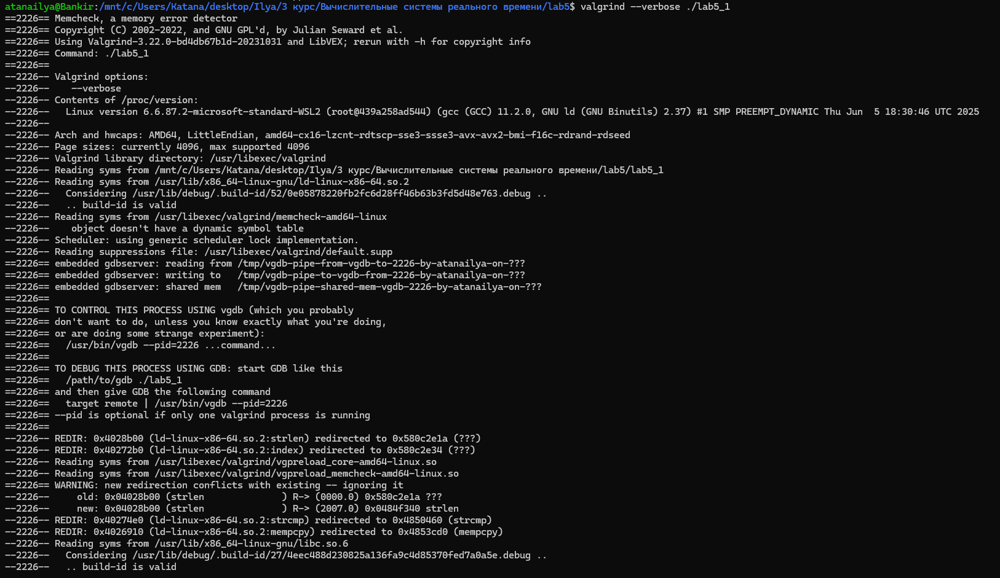 atanailya@Bankir:/mnt/c/Users/Katana/desktop/Ilya/3 курс/Вычислительные системы реального времени/lab5$ valgrind --verbose ./lab5_1
==2226== Memcheck, a memory error detector
==2226== Copyright (C) 2002-2022, and GNU GPL'd, by Julian Seward et al.
==2226== Using Valgrind-3.22.0-bd4db67b1d-20231031 and LibVEX; rerun with -h for copyright info
==2226== Command: ./lab5_1
==2226==
--2226-- Valgrind options:
--2226--    --verbose
--2226-- Contents of /proc/version:
--2226--   Linux version 6.6.87.2-microsoft-standard-WSL2 (root@439a258ad544) (gcc (GCC) 11.2.0, GNU ld (GNU Binutils) 2.37) #1 SMP PREEMPT_DYNAMIC Thu Jun  5 18:30:46 UTC 2025
--2226--
--2226-- Arch and hwcaps: AMD64, LittleEndian, amd64-cx16-lzcnt-rdtscp-sse3-ssse3-avx-avx2-bmi-f16c-rdrand-rdseed
--2226-- Page sizes: currently 4096, max supported 4096
--2226-- Valgrind library directory: /usr/libexec/valgrind
--2226-- Reading syms from /mnt/c/Users/Katana/desktop/Ilya/3 курс/Вычислительные системы реального времени/lab5/lab5_1
--2226-- Reading syms from /usr/lib/x86_64-linux-gnu/ld-linux-x86-64.so.2
--2226--   Considering /usr/lib/debug/.build-id/52/0e05878220fb2fc6d28ff46b63b3fd5d48e763.debug ..
--2226--   .. build-id is valid
--2226-- Reading syms from /usr/libexec/valgrind/memcheck-amd64-linux
--2226--    object doesn't have a dynamic symbol table
--2226-- Scheduler: using generic scheduler lock implementation.
--2226-- Reading suppressions file: /usr/libexec/valgrind/default.supp
==2226== embedded gdbserver: reading from /tmp/vgdb-pipe-from-vgdb-to-2226-by-atanailya-on-???
==2226== embedded gdbserver: writing to   /tmp/vgdb-pipe-to-vgdb-from-2226-by-atanailya-on-???
==2226== embedded gdbserver: shared mem   /tmp/vgdb-pipe-shared-mem-vgdb-2226-by-atanailya-on-???
==2226==
==2226== TO CONTROL THIS PROCESS USING vgdb (which you probably
==2226== don't want to do, unless you know exactly what you're doing,
==2226== or are doing some strange experiment):
==2226==   /usr/bin/vgdb --pid=2226 ...command...
==2226==
==2226== TO DEBUG THIS PROCESS USING GDB: start GDB like this
==2226==   /path/to/gdb ./lab5_1
==2226== and then give GDB the following command
==2226==   target remote | /usr/bin/vgdb --pid=2226
==2226== --pid is optional if only one valgrind process is running
==2226==
--2226-- REDIR: 0x4028b00 (ld-linux-x86-64.so.2:strlen) redirected to 0x580c2e1a (???)
--2226-- REDIR: 0x40272b0 (ld-linux-x86-64.so.2:index) redirected to 0x580c2e34 (???)
--2226-- Reading syms from /usr/libexec/valgrind/vgpreload_core-amd64-linux.so
--2226-- Reading syms from /usr/libexec/valgrind/vgpreload_memcheck-amd64-linux.so
==2226== WARNING: new redirection conflicts with existing -- ignoring it
--2226--     old: 0x04028b00 (strlen              ) R-> (0000.0) 0x580c2e1a ???
--2226--     new: 0x04028b00 (strlen              ) R-> (2007.0) 0x0484f340 strlen
--2226-- REDIR: 0x40274e0 (ld-linux-x86-64.so.2:strcmp) redirected to 0x4850460 (strcmp)
--2226-- REDIR: 0x4026910 (ld-linux-x86-64.so.2:mempcpy) redirected to 0x4853cd0 (mempcpy)
--2226-- Reading syms from /usr/lib/x86_64-linux-gnu/libc.so.6
--2226--   Considering /usr/lib/debug/.build-id/27/4eec488d230825a136fa9c4d85370fed7a0a5e.debug ..
--2226--   .. build-id is valid